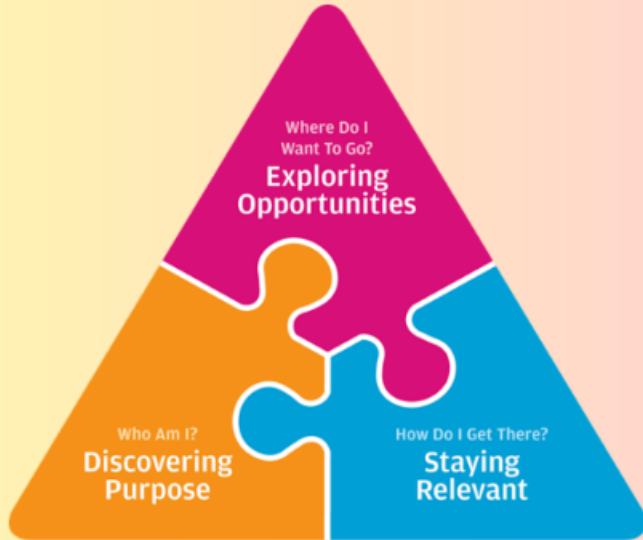 Where Do I
Want To Go?
Exploring
Opportunities
Who Am I?
Discovering
Purpose
How Do I Get There?
Staying
Relevant